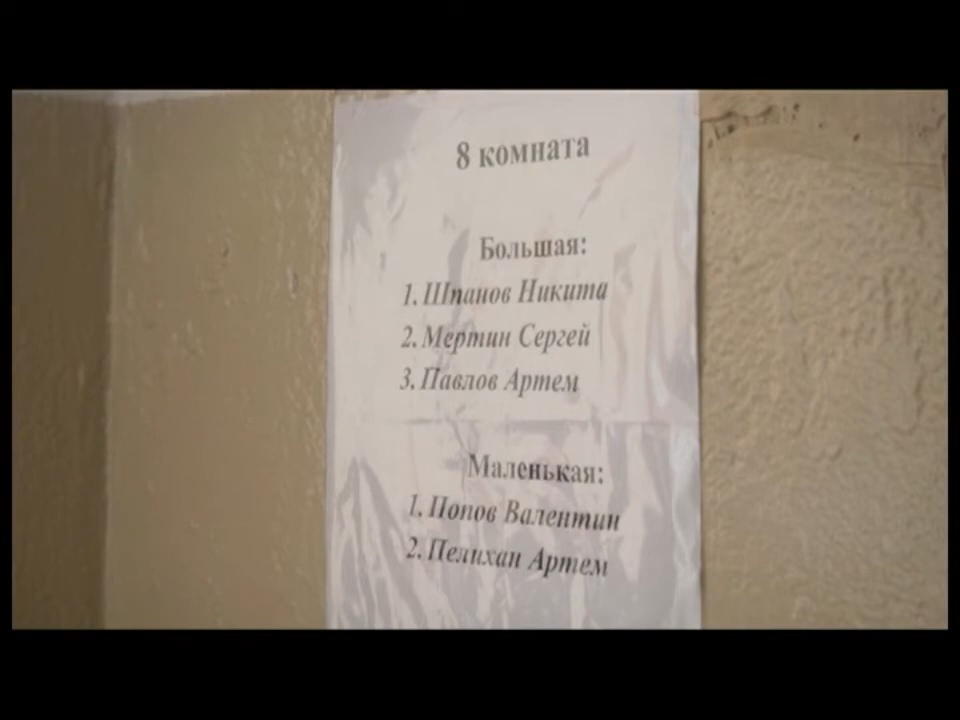 8 комната
Большая:
1. Шпанов Никита
2. Мертин Сергей
3. Павлов Артем
Маленькая:
1. Попов Валентин
2. Пелихан Артем